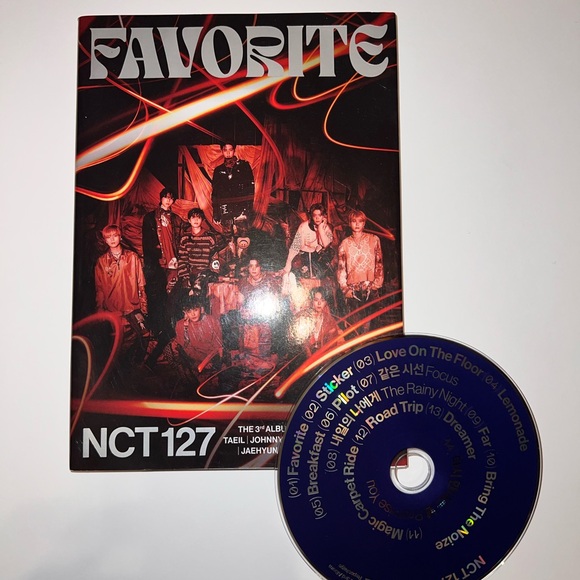 FAVORITE
NCT 127
THE 3rd ALBU
TAEIL | JOHNNY
| JAEHYUN
(01) Favorite (02) Sticker (03) Love On The Floor (04) Lemonade
(05) Breakfast (06) Pilot (07) 같은 시선 Focus
(08) 내일의 나에게 The Rainy Night (09) Far (10) Bring The Noize
(11) Magic Carpet Ride (12) Road Trip (13) Dreamer
NCT 127